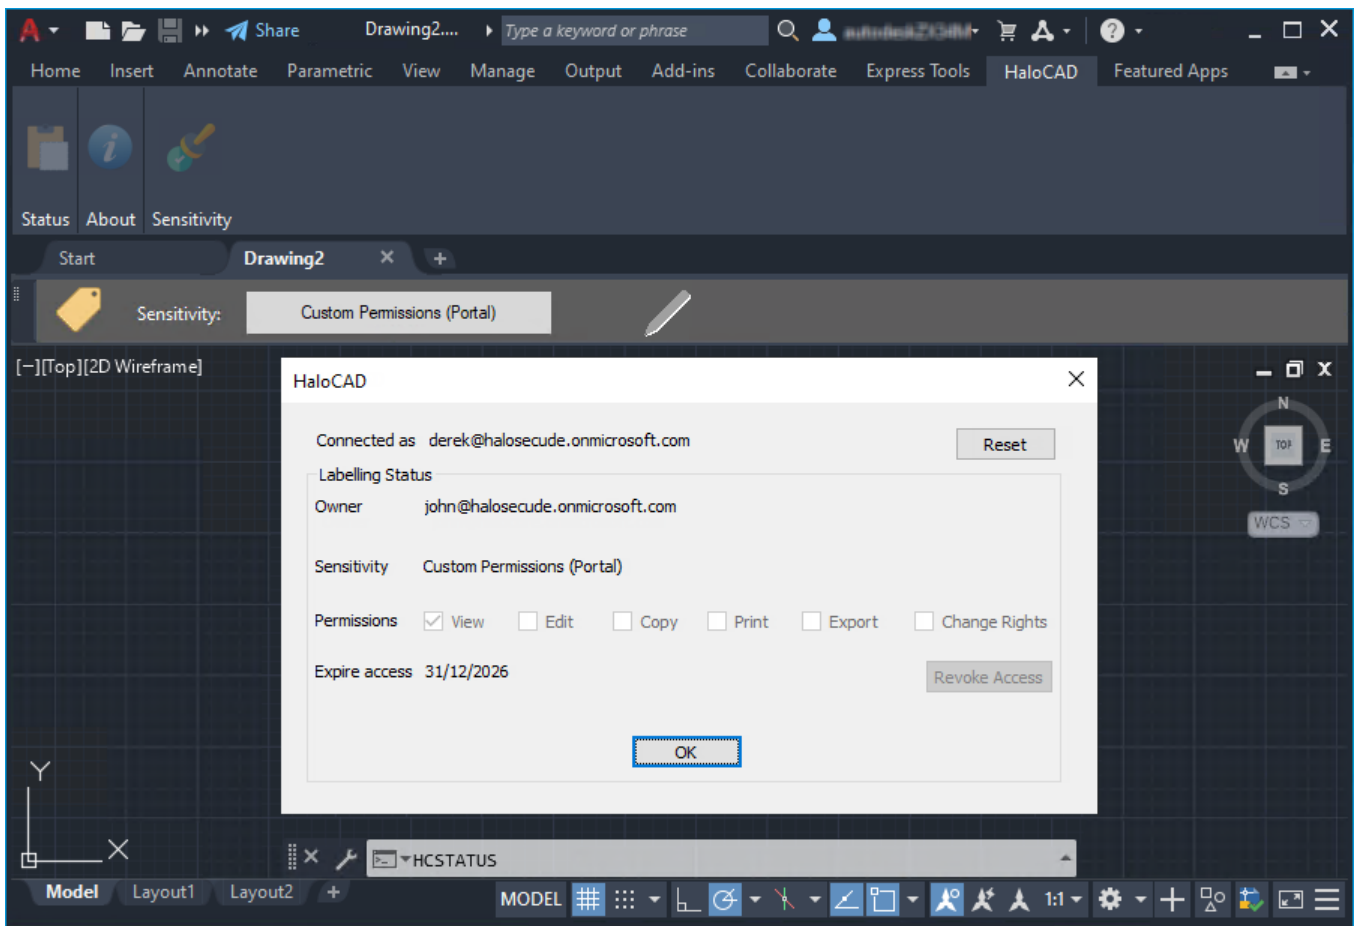 Share Drawing2.... Type a keyword or phrase
Home Insert Annotate Parametric View Manage Output Add-ins Collaborate Express Tools HaloCAD Featured Apps
Status About Sensitivity
Start Drawing2
Sensitivity: Custom Permissions (Portal)
[−][Top][2D Wireframe]
HaloCAD
N
W TOP E
S
WCS
Connected as derek@halosecude.onmicrosoft.com Reset
Labelling Status
Owner john@halosecude.onmicrosoft.com
Sensitivity Custom Permissions (Portal)
Permissions View Edit Copy Print Export Change Rights
Expire access 31/12/2026 Revoke Access
OK
Y
X
HCSTATUS
Model Layout1 Layout2 + MODEL 1:1